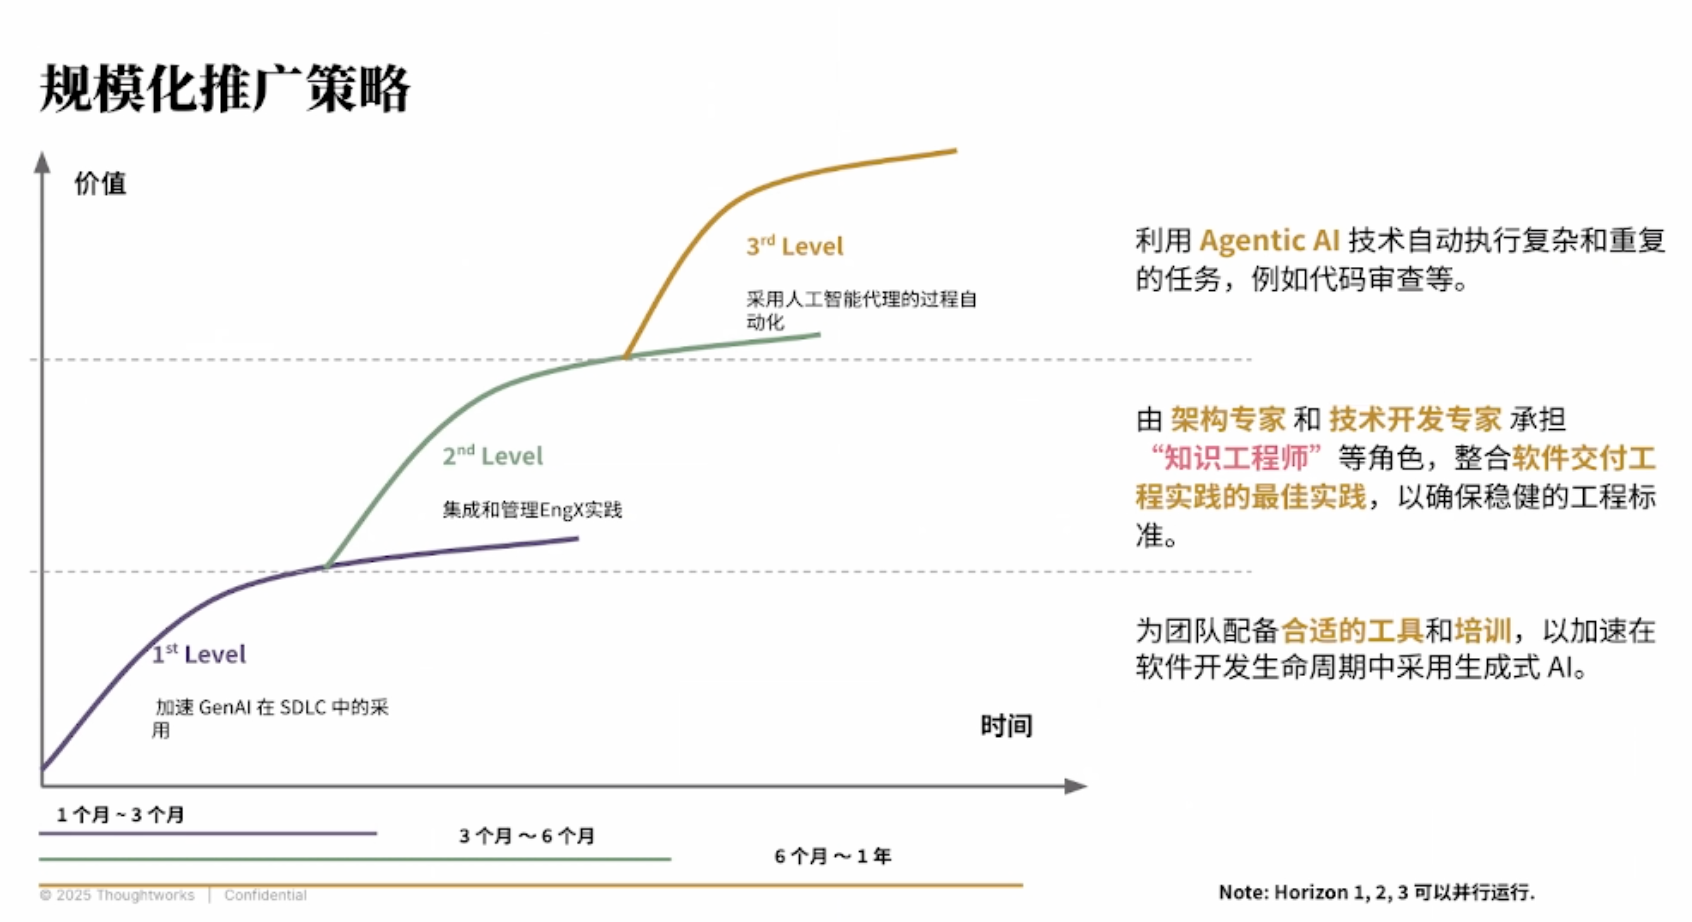 规模化推广策略
价值
3rd Level
采用人工智能代理的过程自
动化
利用 Agentic AI 技术自动执行复杂和重复
的任务，例如代码审查等。
2nd Level
集成和管理EngX实践
由 架构专家 和 技术开发专家 承担
“知识工程师”等角色，整合软件交付工
程实践的最佳实践，以确保稳健的工程标
准。
1st Level
加速 GenAI 在 SDLC 中的采
用
为团队配备合适的工具和培训，以加速在
软件开发生命周期中采用生成式 AI。
时间
1 个月 ~ 3 个月
3 个月～6 个月
6 个月～1 年
© 2025 Thoughtworks | Confidential
Note: Horizon 1, 2, 3 可以并行运行.